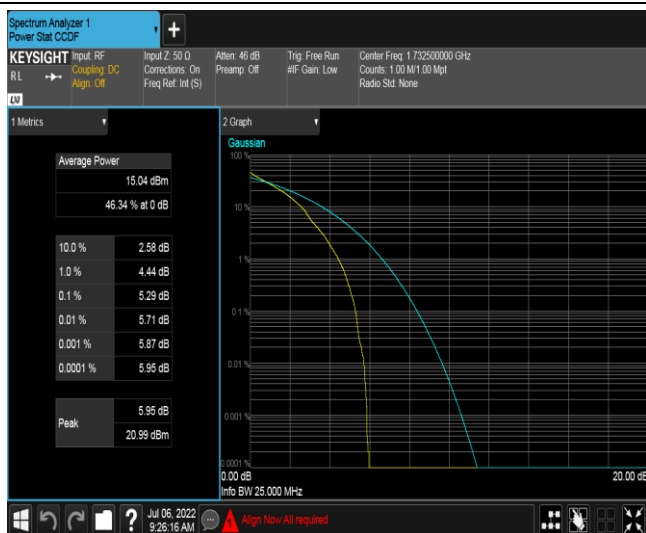 Spectrum Analyzer 1
Power Stat CCDF
+
KEYSIGHT
RL
LXI
Input: RF
Coupling: DC
Align: Off
Input Z: 50 Ω
Corrections: On
Freq Ref: Int (S)
Atten: 46 dB
Preamp: Off
Trig: Free Run
#IF Gain: Low
Center Freq: 1.732500000 GHz
Counts: 1.00 M/1.00 Mpt
Radio Std: None
1 Metrics
Average Power
15.04 dBm
46.34 % at 0 dB
10.0 % 2.58 dB
1.0 % 4.44 dB
0.1 % 5.29 dB
0.01 % 5.71 dB
0.001 % 5.87 dB
0.0001 % 5.95 dB
Peak
5.95 dB
20.99 dBm
2 Graph
Gaussian
100 %
10 %
1 %
0.1 %
0.01 %
0.001 %
0.0001 %
0.00 dB 20.00 dB
Info BW 25.000 MHz
?
Jul 06, 2022
9:26:16 AM
Align Now All required